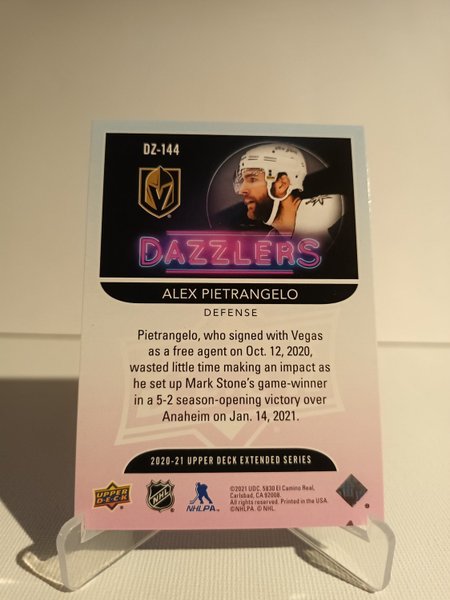 DZ-144
DAZZLERS
ALEX PIETRANGELO
DEFENSE
Pietrangelo, who signed with Vegas
as a free agent on Oct. 12, 2020,
wasted little time making an impact as
he set up Mark Stone's game-winner
in a 5-2 season-opening victory over
Anaheim on Jan. 14, 2021.
2020-21 UPPER DECK EXTENDED SERIES
UPPER DECK
NHL
NHLPA
©2021 UDC. 5830 El Camino Real,
Carlsbad, CA 92008.
All rights reserved. Printed in the USA.
©NHLPA. © NHL.